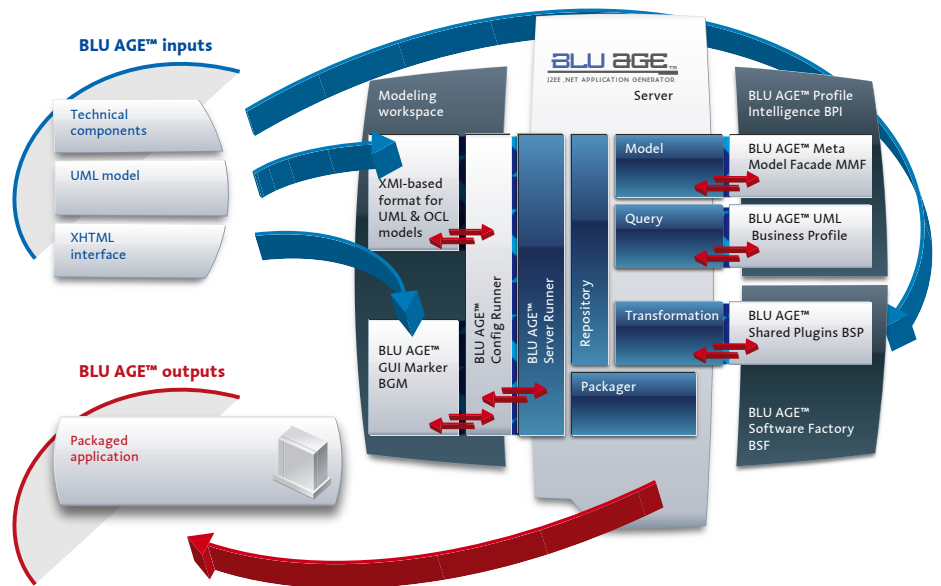 BLU AGE™ inputs
Technical
components
UML model
XHTML
interface
BLU AGE™ outputs
Packaged
application
Modeling
workspace
XMI-based
format for
UML & OCL
models
BLU AGE™
GUI Marker
BGM
BLU AGE™
Config Runner
BLU AGE™
Server Runner
BLU AGE™
J2EE .NET APPLICATION GENERATOR
Server
Repository
Packager
Model
Query
Transformation
BLU AGE™ Profile
Intelligence BPI
BLU AGE™ Meta
Model Facade MMF
BLU AGE™ UML
Business Profile
BLU AGE™
Shared Plugins BSP
BLU AGE™
Software Factory
BSF